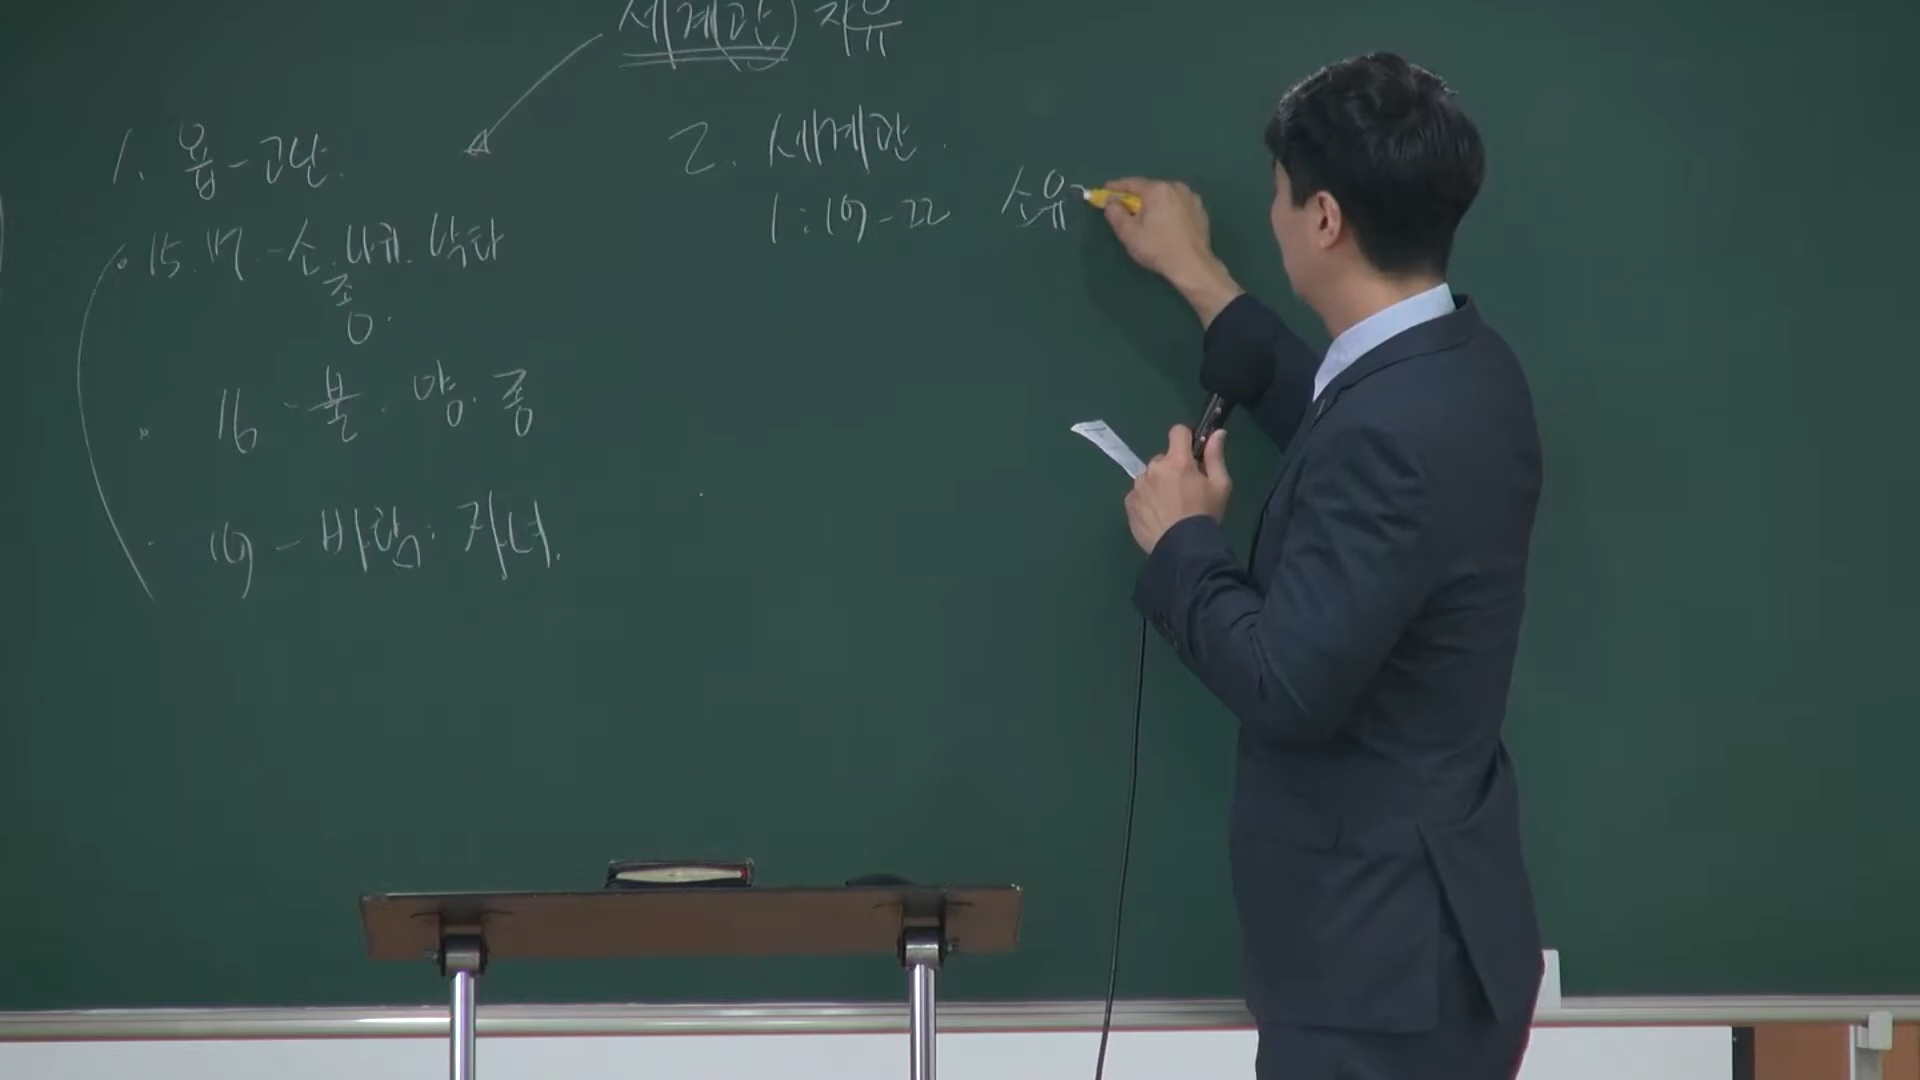 세계관) 자유
1. 욥-고난.
15.17 - 소.나귀.낙타
종.
16 - 불.양.종
19 - 바람: 자녀.
2. 세계관.
1:19-22 소유